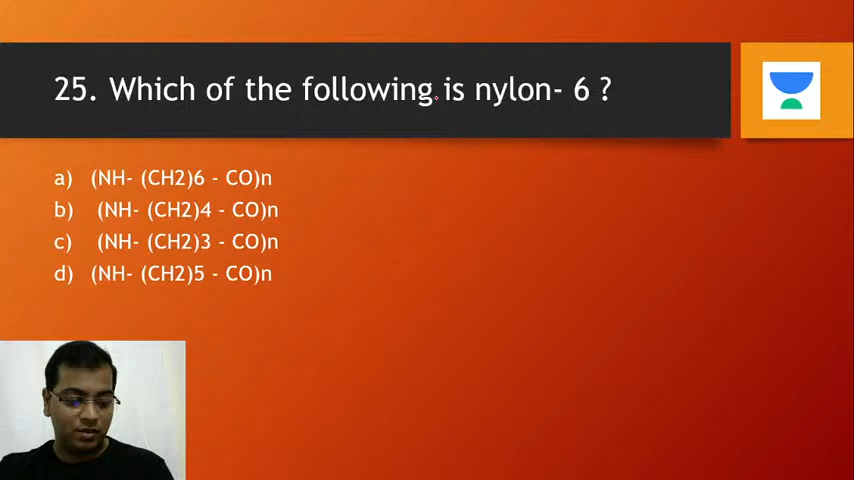 25. Which of the following is nylon- 6 ?
a) (NH- (CH2)6 - CO)n
b) (NH- (CH2)4 - CO)n
c) (NH- (CH2)3 - CO)n
d) (NH- (CH2)5 - CO)n